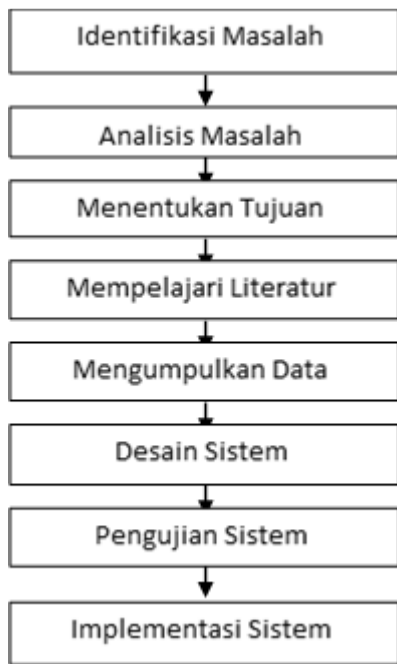 Identifikasi Masalah
Analisis Masalah
Menentukan Tujuan
Mempelajari Literatur
Mengumpulkan Data
Desain Sistem
Pengujian Sistem
Implementasi Sistem